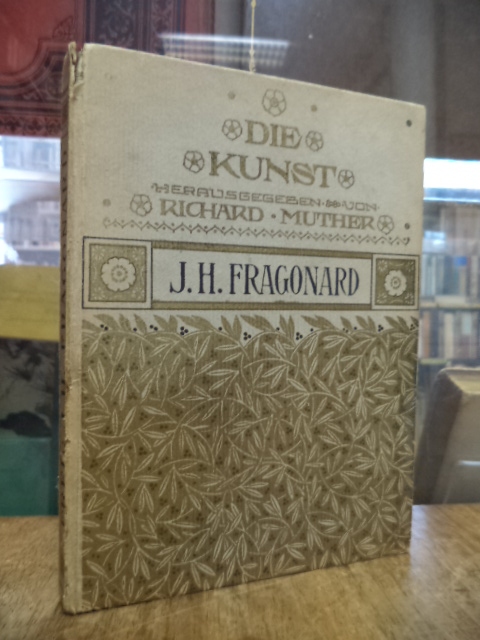 DIE
KUNST
HERAUSGEGEBEN VON
RICHARD · MUTHER
J. H. FRAGONARD